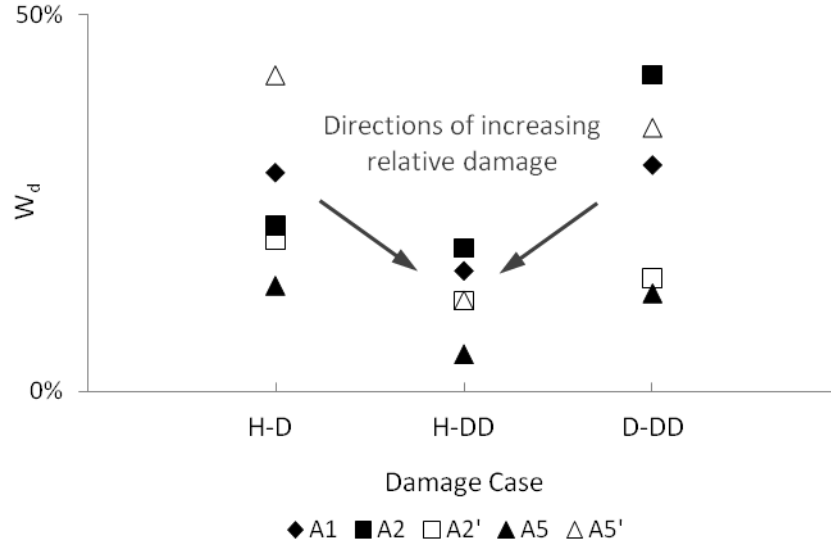 50%
Directions of increasing
relative damage
W_d
0%
H-D H-DD D-DD
Damage Case
A1 A2 A2' A5 A5'